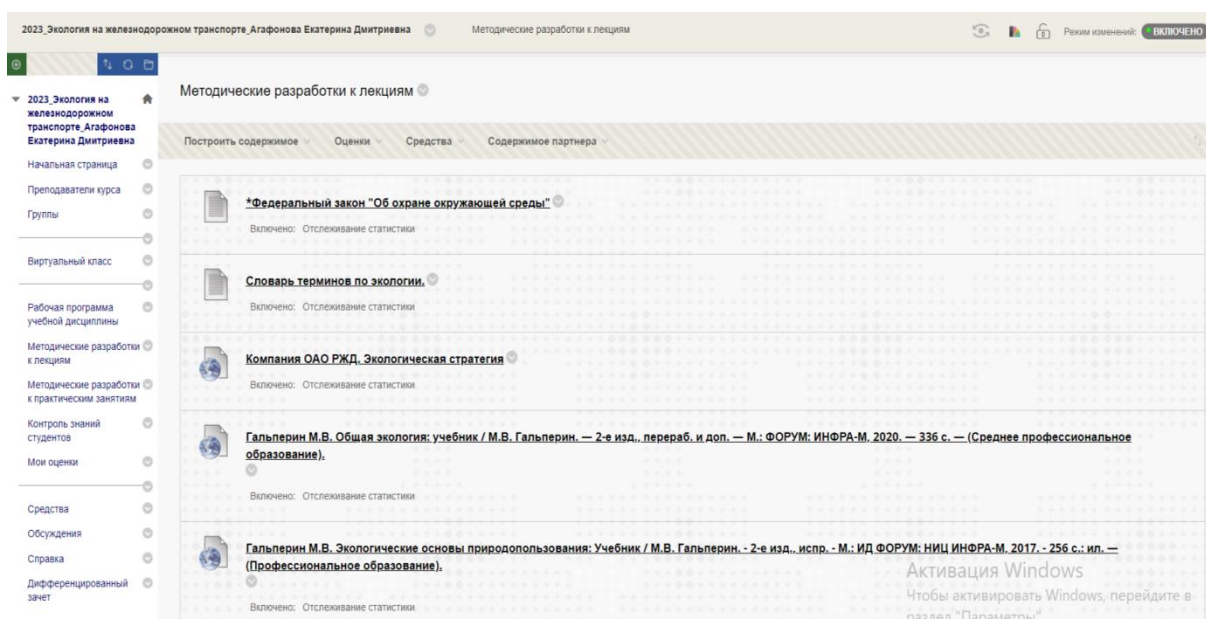 2023_Экология на железнодорожном транспорте_Агафонова Екатерина Дмитриевна
Методические разработки к лекциям
Режим изменений:
ВКЛЮЧЕНО
2023_Экология на
железнодорожном
транспорте_Агафонова
Екатерина Дмитриевна
Начальная страница
Преподаватели курса
Группы
Виртуальный класс
Рабочая программа
учебной дисциплины
Методические разработки
к лекциям
Методические разработки
к практическим занятиям
Контроль знаний
студентов
Мои оценки
Средства
Обсуждения
Справка
Дифференцированный
зачет
Методические разработки к лекциям
Построить содержимое
Оценки
Средства
Содержимое партнера
*Федеральный закон "Об охране окружающей среды"
Включено: Отслеживание статистики
Словарь терминов по экологии.
Включено: Отслеживание статистики
Компания ОАО РЖД. Экологическая стратегия
Включено: Отслеживание статистики
Гальперин М.В. Общая экология: учебник / М.В. Гальперин. — 2-е изд., перераб. и доп. — М.: ФОРУМ: ИНФРА-М, 2020. — 336 с. — (Среднее профессиональное
образование).
Включено: Отслеживание статистики
Гальперин М.В. Экологические основы природопользования: Учебник / М.В. Гальперин. - 2-е изд., испр. - М.: ИД ФОРУМ: НИЦ ИНФРА-М, 2017. - 256 с.: ил. —
(Профессиональное образование).
Включено: Отслеживание статистики
Активация Windows
Чтобы активировать Windows, перейдите в
раздел "Параметры"